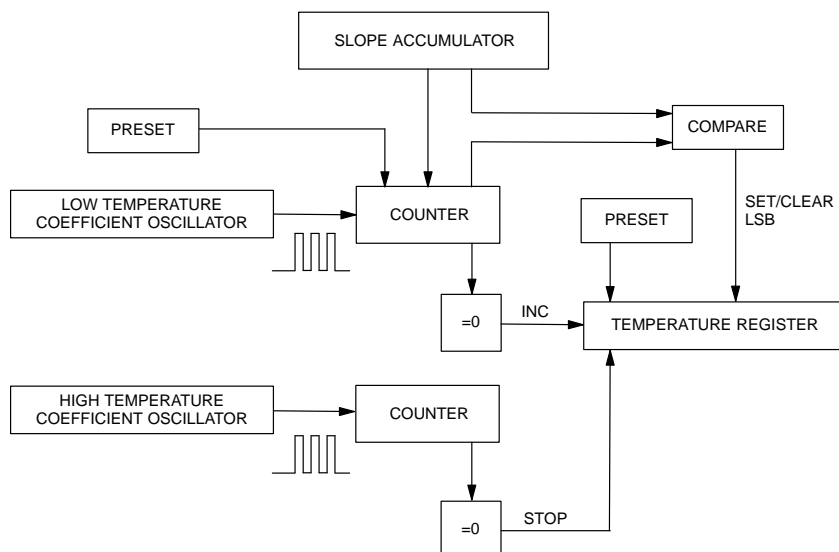 SLOPE ACCUMULATOR
PRESET
COMPARE
LOW TEMPERATURE
COEFFICIENT OSCILLATOR
COUNTER
SET/CLEAR
LSB
PRESET
=0
INC
TEMPERATURE REGISTER
HIGH TEMPERATURE
COEFFICIENT OSCILLATOR
COUNTER
=0
STOP